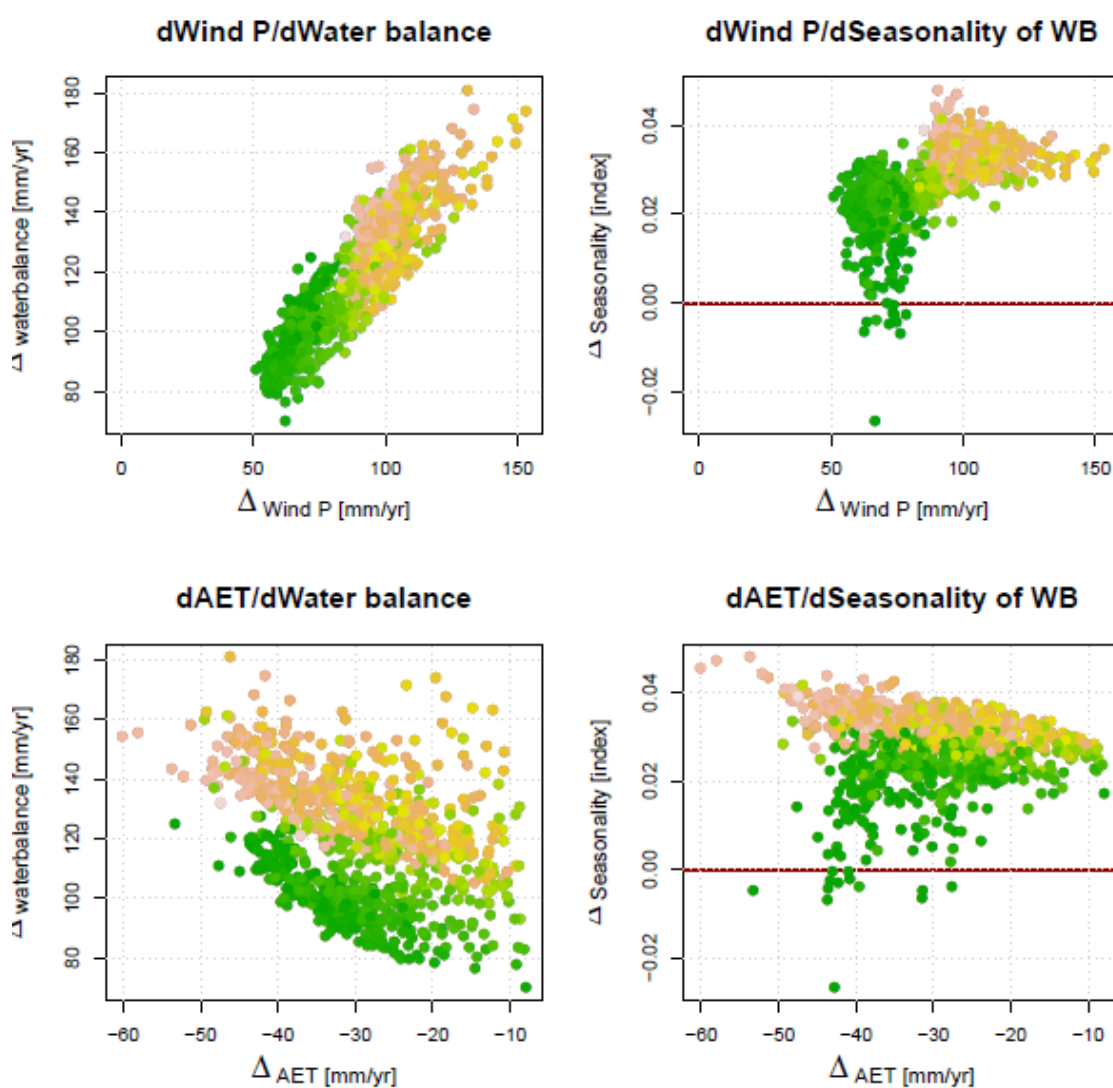 dWind P/dWater balance
Δ waterbalance [mm/yr]
180
160
140
120
100
80
0 50 100 150
Δ Wind P [mm/yr]
dWind P/dSeasonality of WB
Δ Seasonality [index]
0.04
0.02
0.00
−0.02
0 50 100 150
Δ Wind P [mm/yr]
dAET/dWater balance
Δ waterbalance [mm/yr]
180
160
140
120
100
80
−60 −50 −40 −30 −20 −10
Δ AET [mm/yr]
dAET/dSeasonality of WB
Δ Seasonality [index]
0.04
0.02
0.00
−0.02
−60 −50 −40 −30 −20 −10
Δ AET [mm/yr]